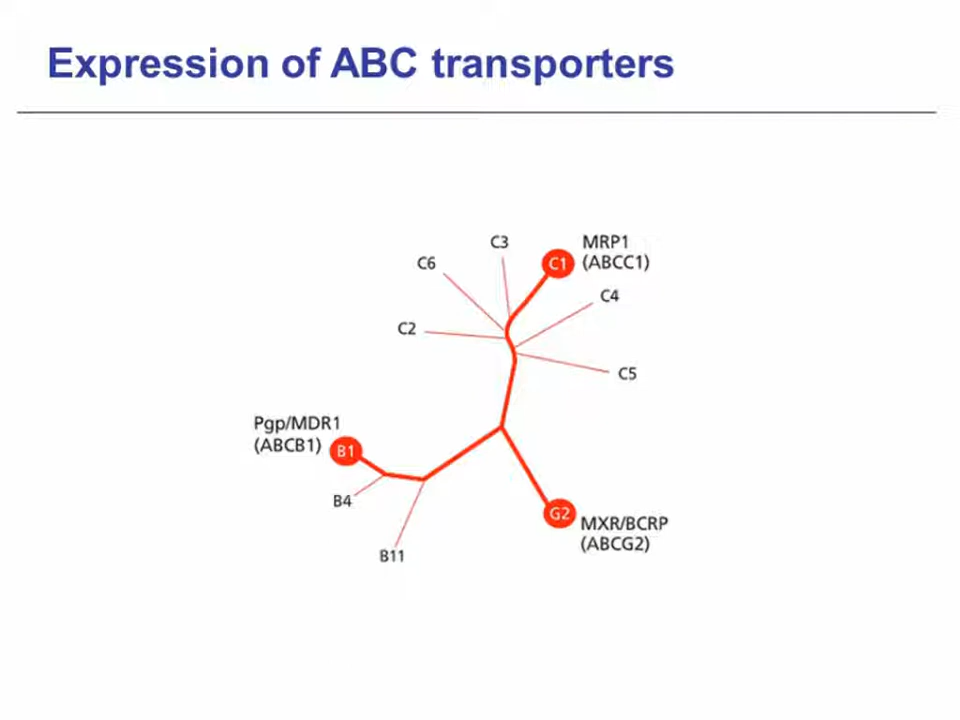 Expression of ABC transporters
C3
MRP1
C6
C1
(ABCC1)
C4
C2
C5
Pgp/MDR1
(ABCB1)
B1
B4
G2
MXR/BCRP
(ABCG2)
B11